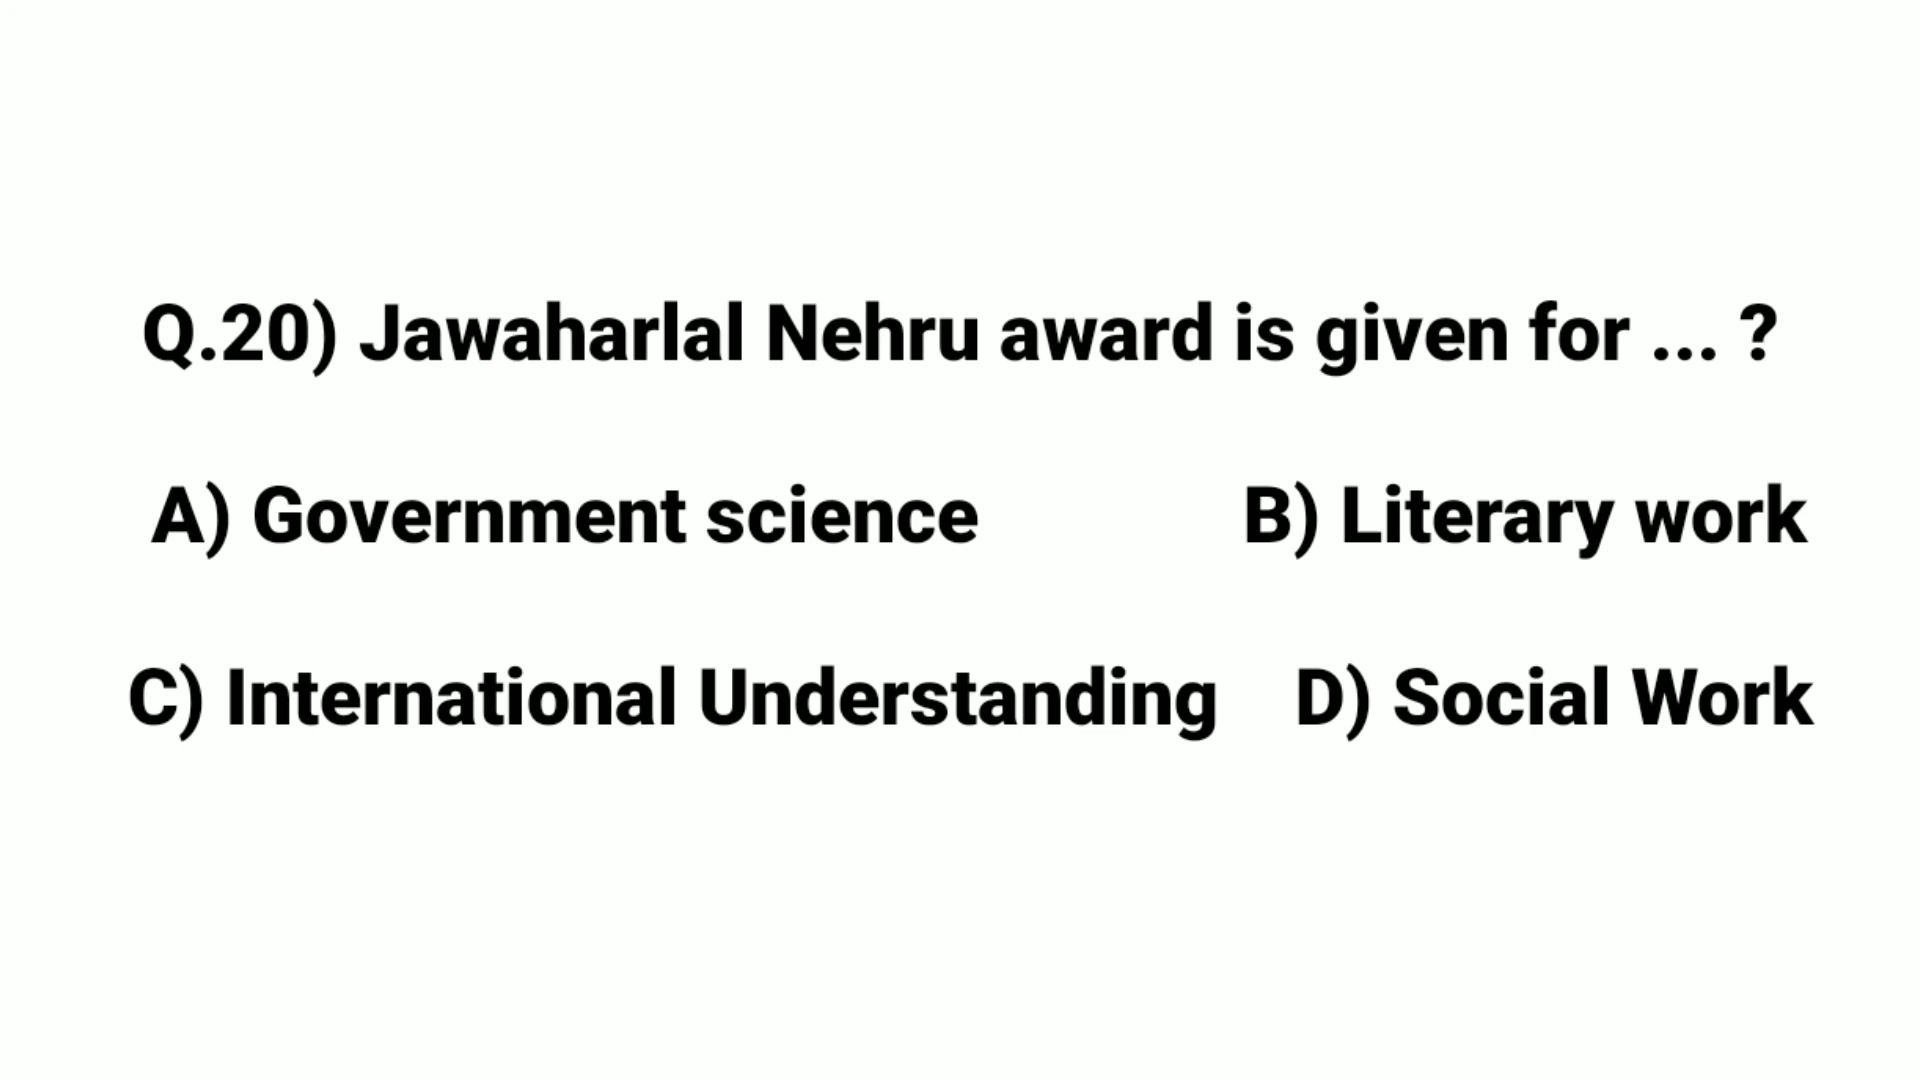 Q.20) Jawaharlal Nehru award is given for ... ?
A) Government science B) Literary work
C) International Understanding D) Social Work